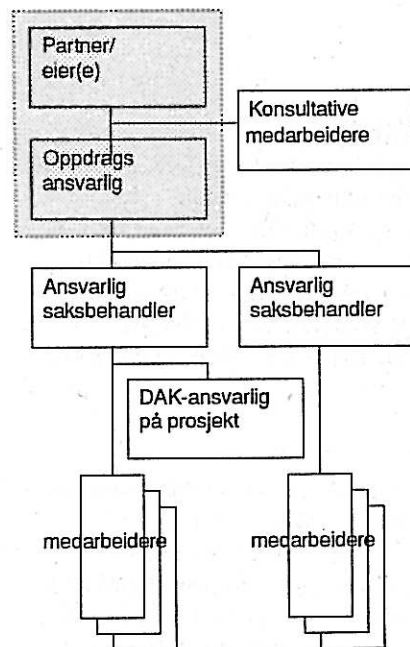 Partner/
eier(e)
Konsultative
medarbeidere
Oppdrags
ansvarlig
Ansvarlig
saksbehandler
Ansvarlig
saksbehandler
DAK-ansvarlig
på prosjekt
medarbeidere
medarbeidere